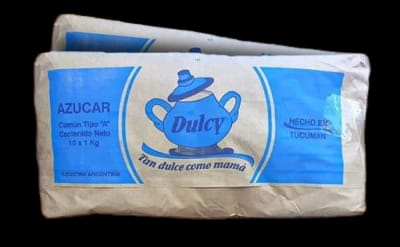 AZUCAR
Común Tipo "A"
Contenido Neto
10 x 1 Kg
INDUSTRIA ARGENTINA
Dulcy
Tan dulce como mamá
HECHO EN
TUCUMAN